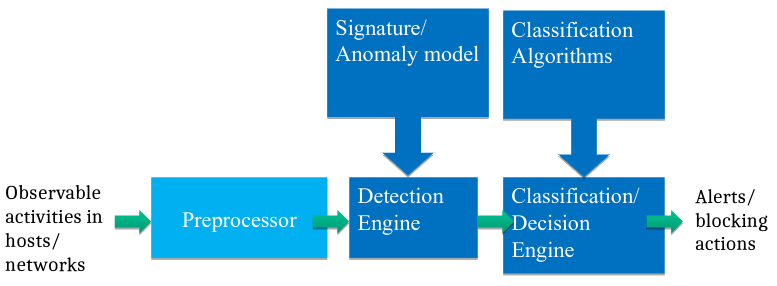 Signature/
Anomaly model
Classification
Algorithms
Observable
activities in
hosts/
networks
Preprocessor
Detection
Engine
Classification/
Decision
Engine
Alerts/
blocking
actions